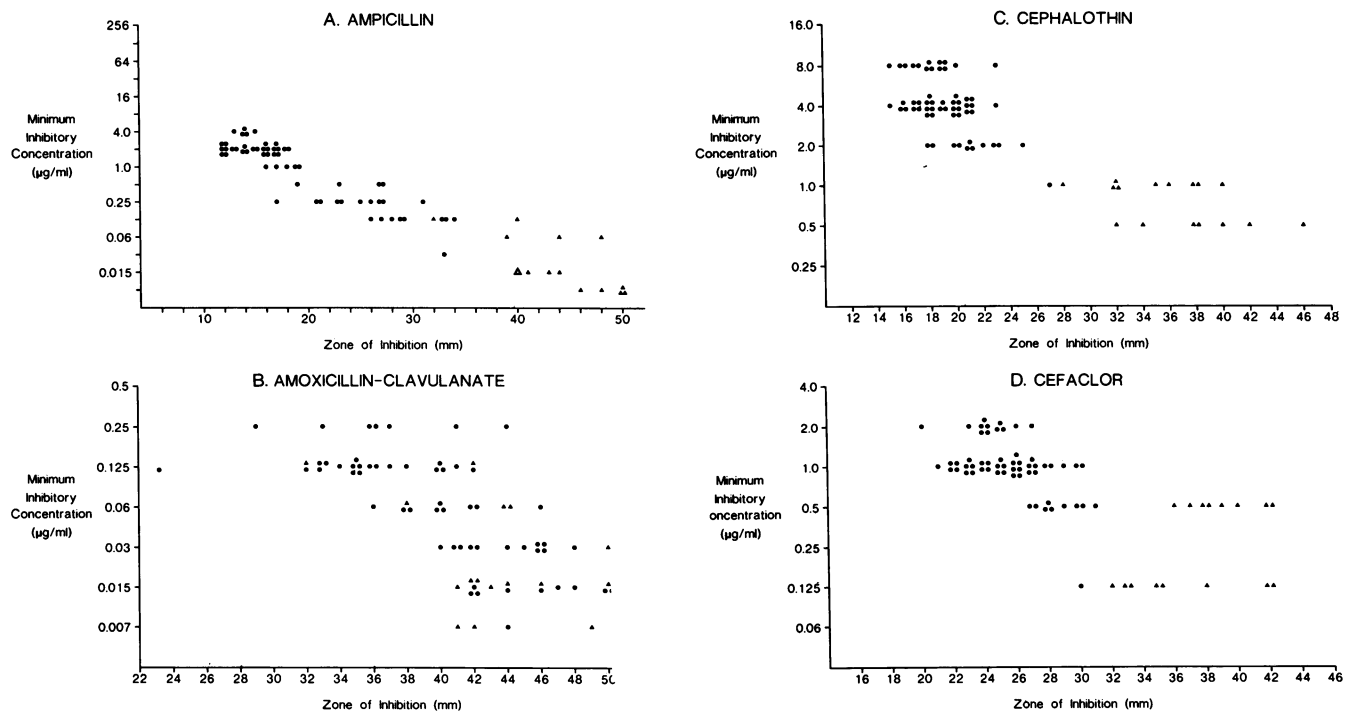 A. AMPICILLIN
256
64
16
4.0
1.0
0.25
0.06
0.015
Minimum
Inhibitory
Concentration
(µg/ml)
10
20
30
40
50
Zone of Inhibition (mm)
C. CEPHALOTHIN
16.0
8.0
4.0
2.0
1.0
0.5
0.25
Minimum
Inhibitory
Concentration
(µg/ml)
12 14 16 18 20 22 24 26 28 30 32 34 36 38 40 42 44 46 48
Zone of Inhibition (mm)
B. AMOXICILLIN-CLAVULANATE
0.5
0.25
0.125
0.06
0.03
0.015
0.007
Minimum
Inhibitory
Concentration
(µg/ml)
22 24 26 28 30 32 34 36 38 40 42 44 46 48 50
Zone of Inhibition (mm)
D. CEFACLOR
4.0
2.0
1.0
0.5
0.25
0.125
0.06
Minimum
Inhibitory
oncentration
(µg/ml)
16 18 20 22 24 26 28 30 32 34 36 38 40 42 44 46
Zone of Inhibition (mm)